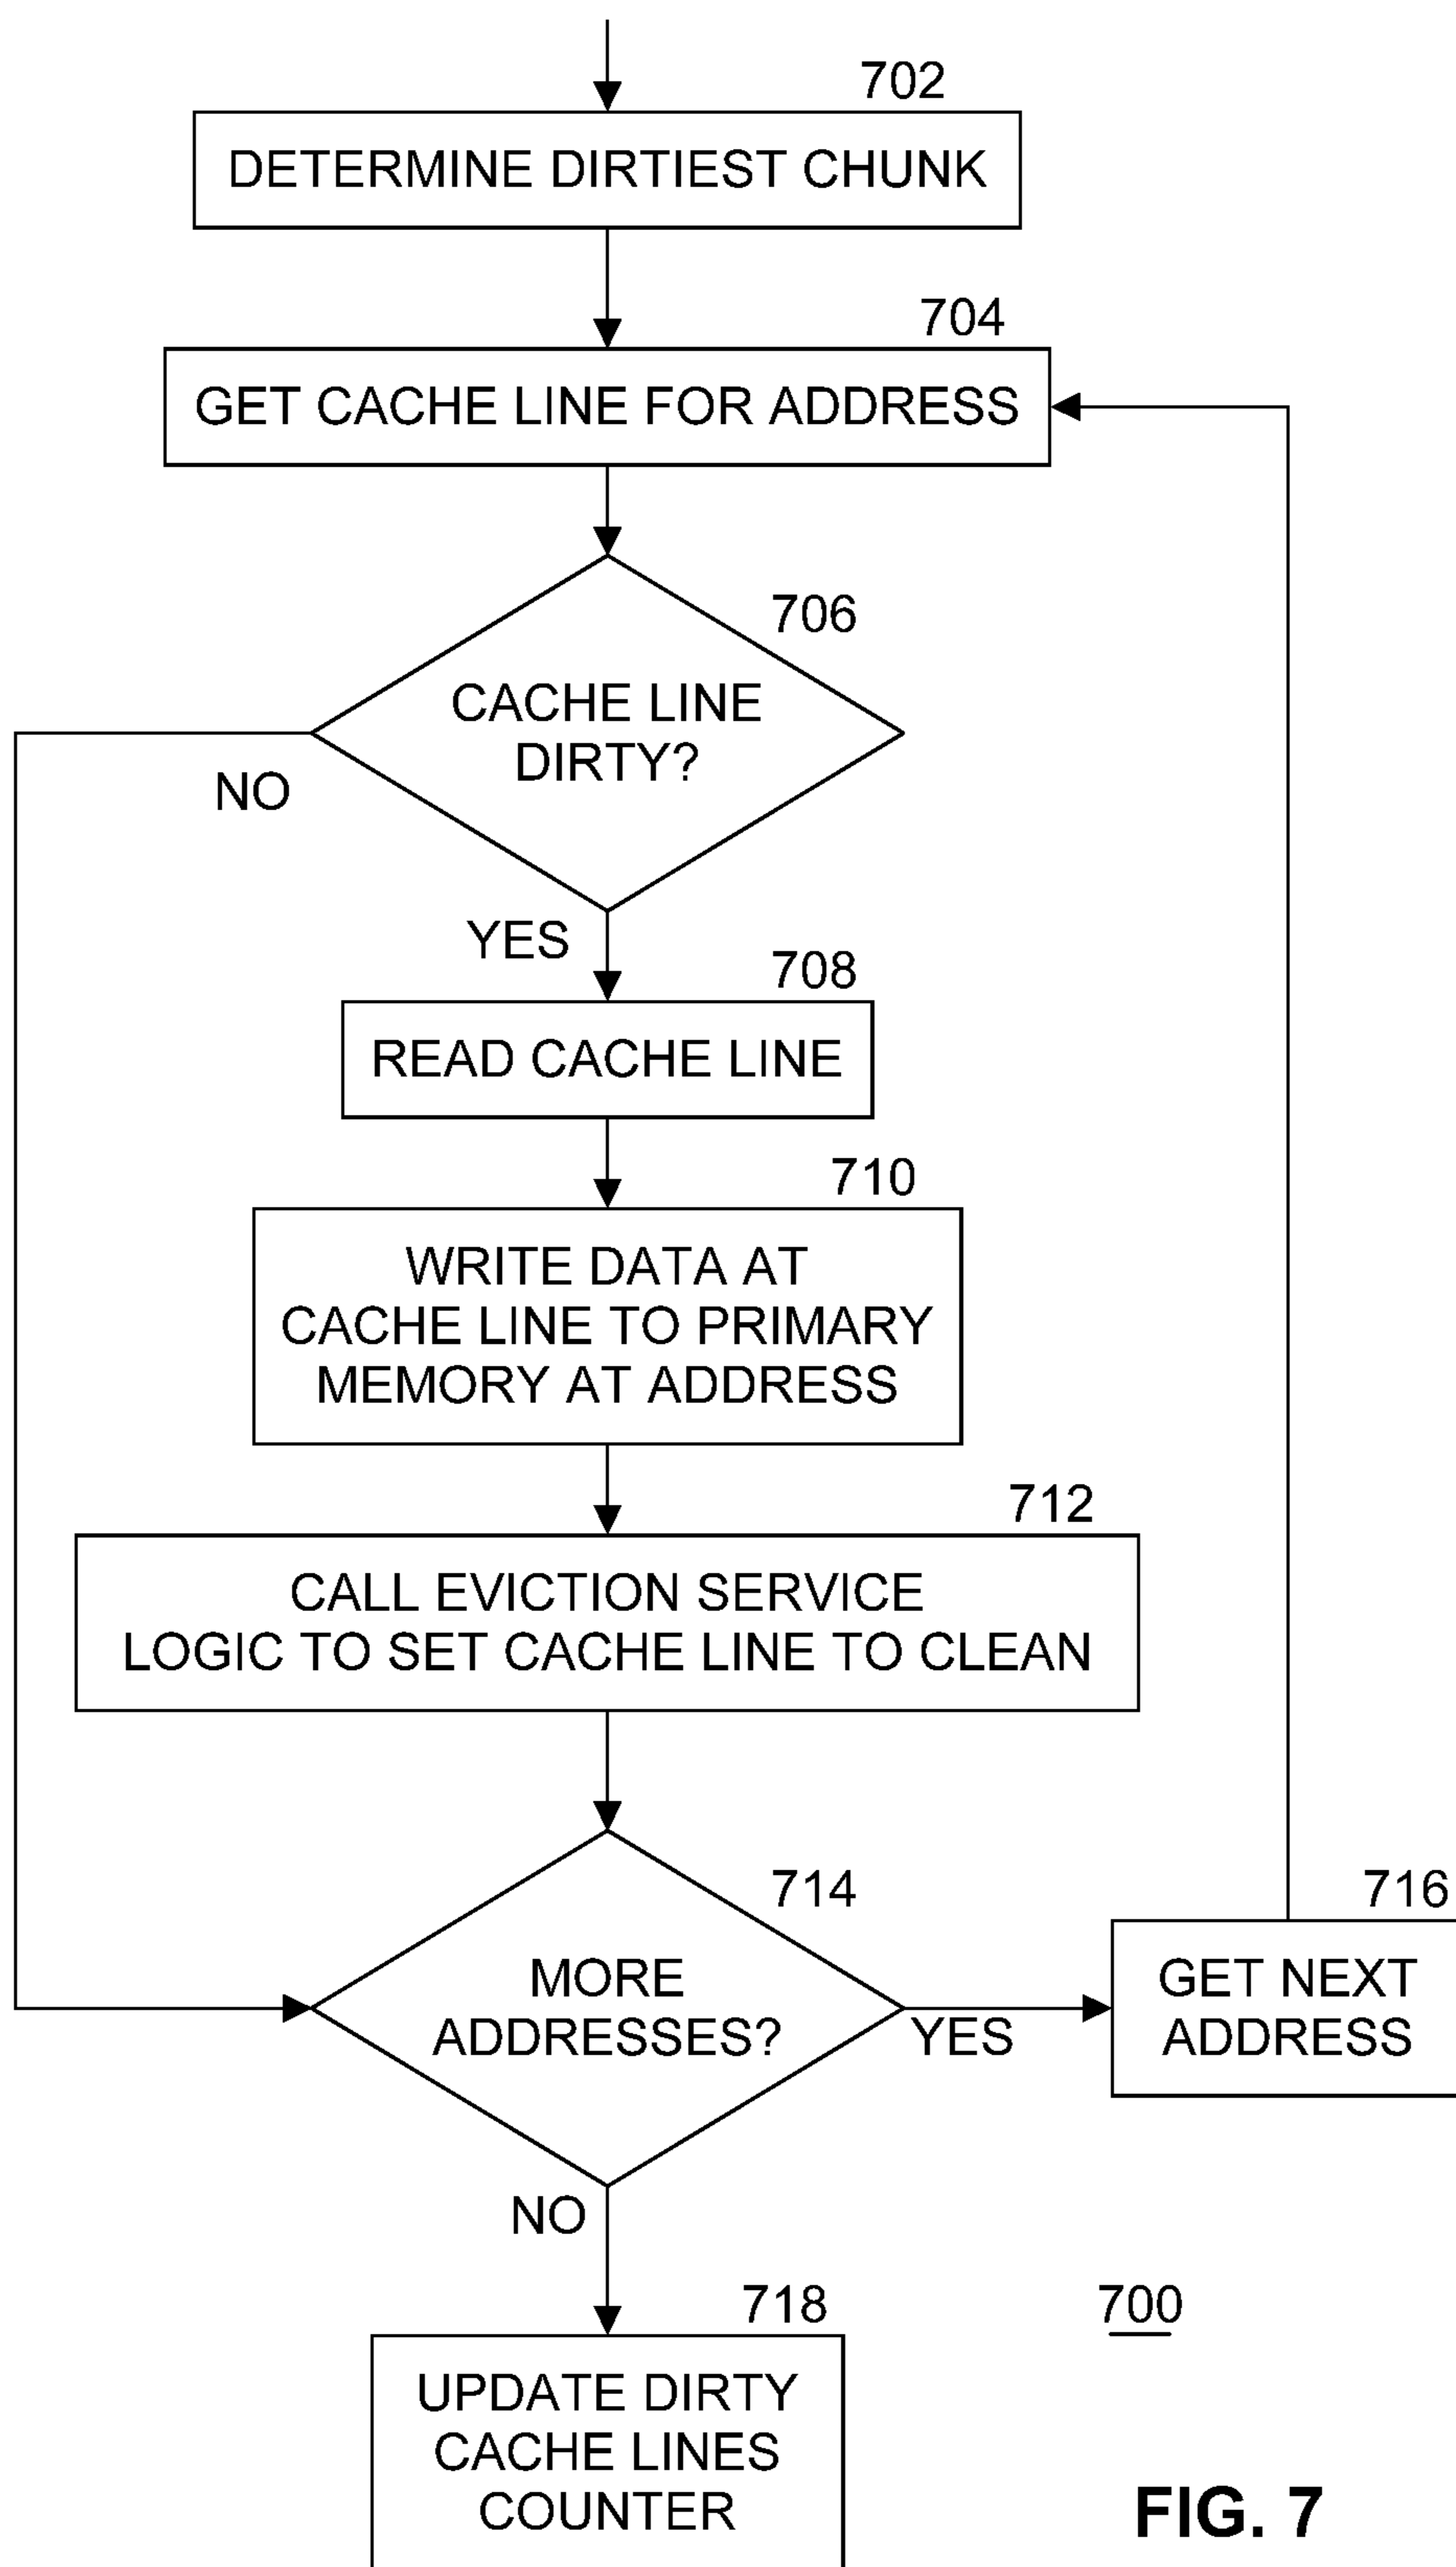 702
DETERMINE DIRTIEST CHUNK
704
GET CACHE LINE FOR ADDRESS
706
CACHE LINE
DIRTY?
NO
YES
708
READ CACHE LINE
710
WRITE DATA AT
CACHE LINE TO PRIMARY
MEMORY AT ADDRESS
712
CALL EVICTION SERVICE
LOGIC TO SET CACHE LINE TO CLEAN
714
MORE
ADDRESSES?
YES
716
GET NEXT
ADDRESS
NO
718
UPDATE DIRTY
CACHE LINES
COUNTER
700
FIG. 7